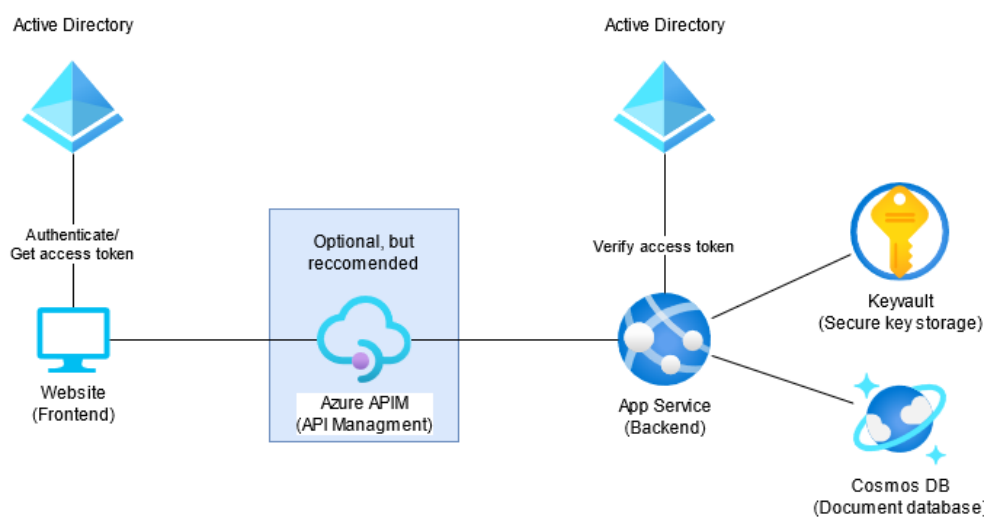 Active Directory
Active Directory
Authenticate/
Get access token
Optional, but
reccomended
Verify access token
Keyvault
(Secure key storage)
Website
(Frontend)
Azure APIM
(API Managment)
App Service
(Backend)
Cosmos DB
(Document database)